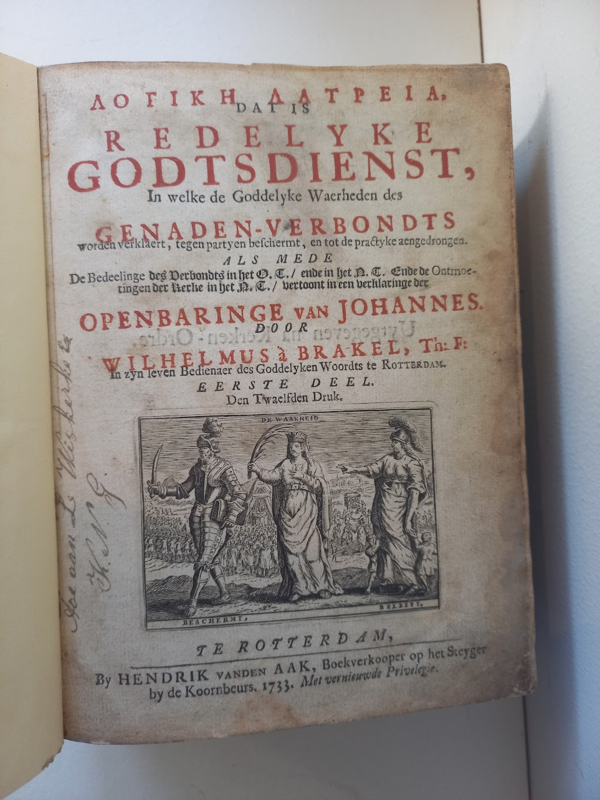 ΛΟΓΙΚΗ ΛΑΤΡΕΙΑ,
DAT IS
REDELYKE
GODTSDIENST,
In welke de Goddelyke Waerheden des
GENADEN-VERBONDTS
worden verklaert, tegen partyen beschermt, en tot de practyke aengedrongen.
ALS MEDE
De Bedeelinge des Verbondts in het O. T. / ende in het N. T. Ende de Ontmoe-
tingen der Kerke in het N. T. / vertoont in een verklaringe der
OPENBARINGE VAN JOHANNES.
DOOR
WILHELMUS à BRAKEL, Th: F:
In zyn leven Bedienaer des Goddelyken Woordts te ROTTERDAM.
EERSTE DEEL.
Den Twaelfden Druk.
DE WAARHEID
BESCHERMT,
BELEEFT,
TE ROTTERDAM,
By HENDRIK VANDEN AAK, Boekverkooper op het Steyger
by de Koornbeurs. 1733. Met vernieuwde Privelegie.
van